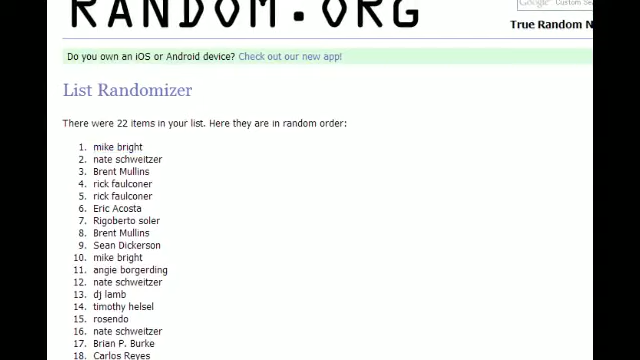 RANDOM.ORG
Google Custom Se
True Random N
Do you own an iOS or Android device? Check out our new app!
List Randomizer
There were 22 items in your list. Here they are in random order:
1. mike bright
2. nate schweitzer
3. Brent Mullins
4. rick faulconer
5. rick faulconer
6. Eric Acosta
7. Rigoberto soler
8. Brent Mullins
9. Sean Dickerson
10. mike bright
11. angie borgerding
12. nate schweitzer
13. dj lamb
14. timothy helsel
15. rosendo
16. nate schweitzer
17. Brian P. Burke
18. Carlos Reyes